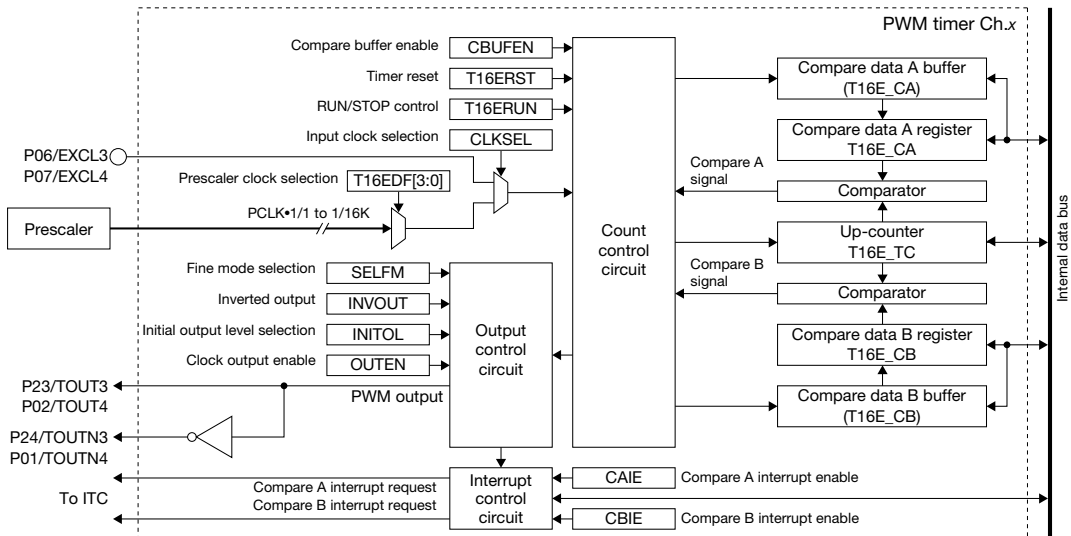 PWM timer Ch.x
Compare buffer enable
CBUFEN
Timer reset
T16ERST
RUN/STOP control
T16ERUN
Input clock selection
CLKSEL
P06/EXCL3
P07/EXCL4
Prescaler clock selection
T16EDF[3:0]
Prescaler
PCLK•1/1 to 1/16K
Count
control
circuit
Compare data A buffer
(T16E_CA)
Compare data A register
T16E_CA
Compare A
signal
Comparator
Up-counter
T16E_TC
Compare B
signal
Comparator
Compare data B register
T16E_CB
Compare data B buffer
(T16E_CB)
Internal data bus
Fine mode selection
SELFM
Inverted output
INVOUT
Initial output level selection
INITOL
Clock output enable
OUTEN
Output
control
circuit
P23/TOUT3
P02/TOUT4
PWM output
P24/TOUTN3
P01/TOUTN4
To ITC
Compare A interrupt request
Compare B interrupt request
Interrupt
control
circuit
CAIE
Compare A interrupt enable
CBIE
Compare B interrupt enable